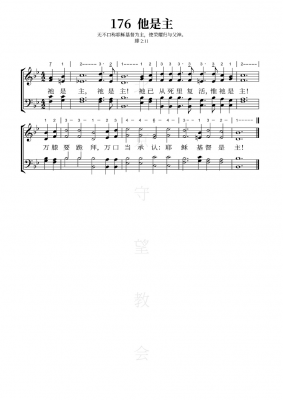 176 他是主
无不口称耶稣基督为主，使荣耀归与父神。
腓 2:11
祂是主，祂是主！祂已从死里复活，惟祂是主！
万膝要跪拜，万口当承认：耶稣基督是主！
守望教会